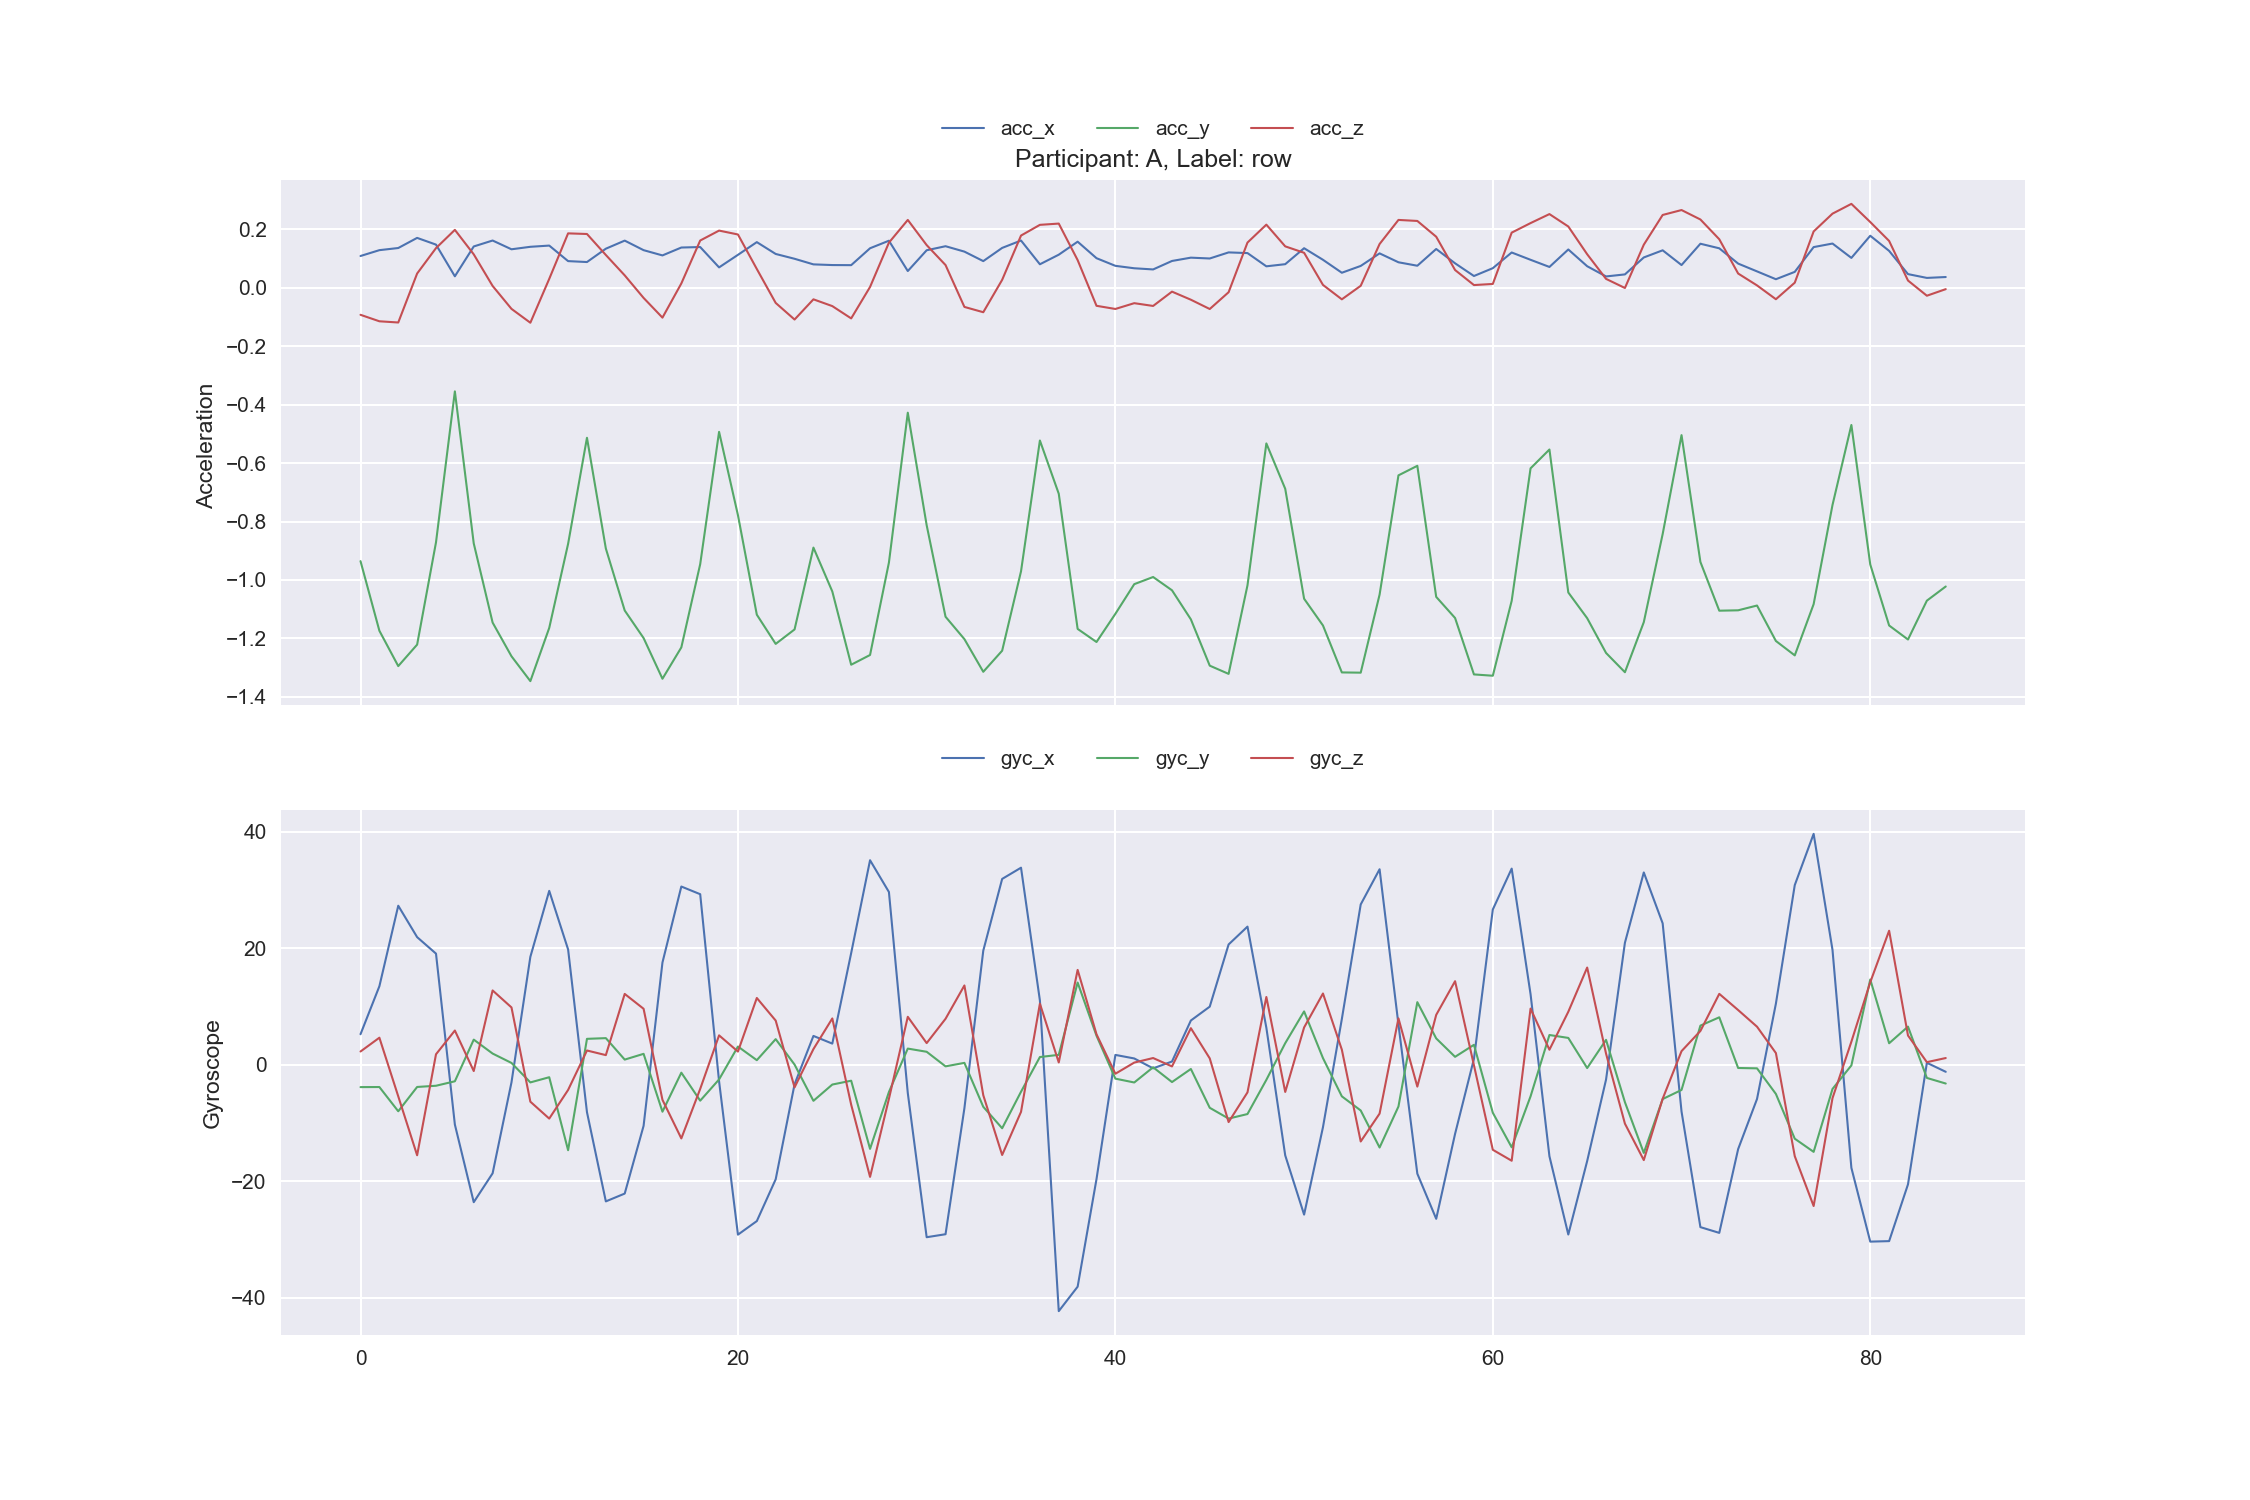 acc_x acc_y acc_z
Participant: A, Label: row
0.2
0.0
−0.2
−0.4
−0.6
−0.8
−1.0
−1.2
−1.4
Acceleration
gyc_x gyc_y gyc_z
40
20
0
−20
−40
Gyroscope
0 20 40 60 80